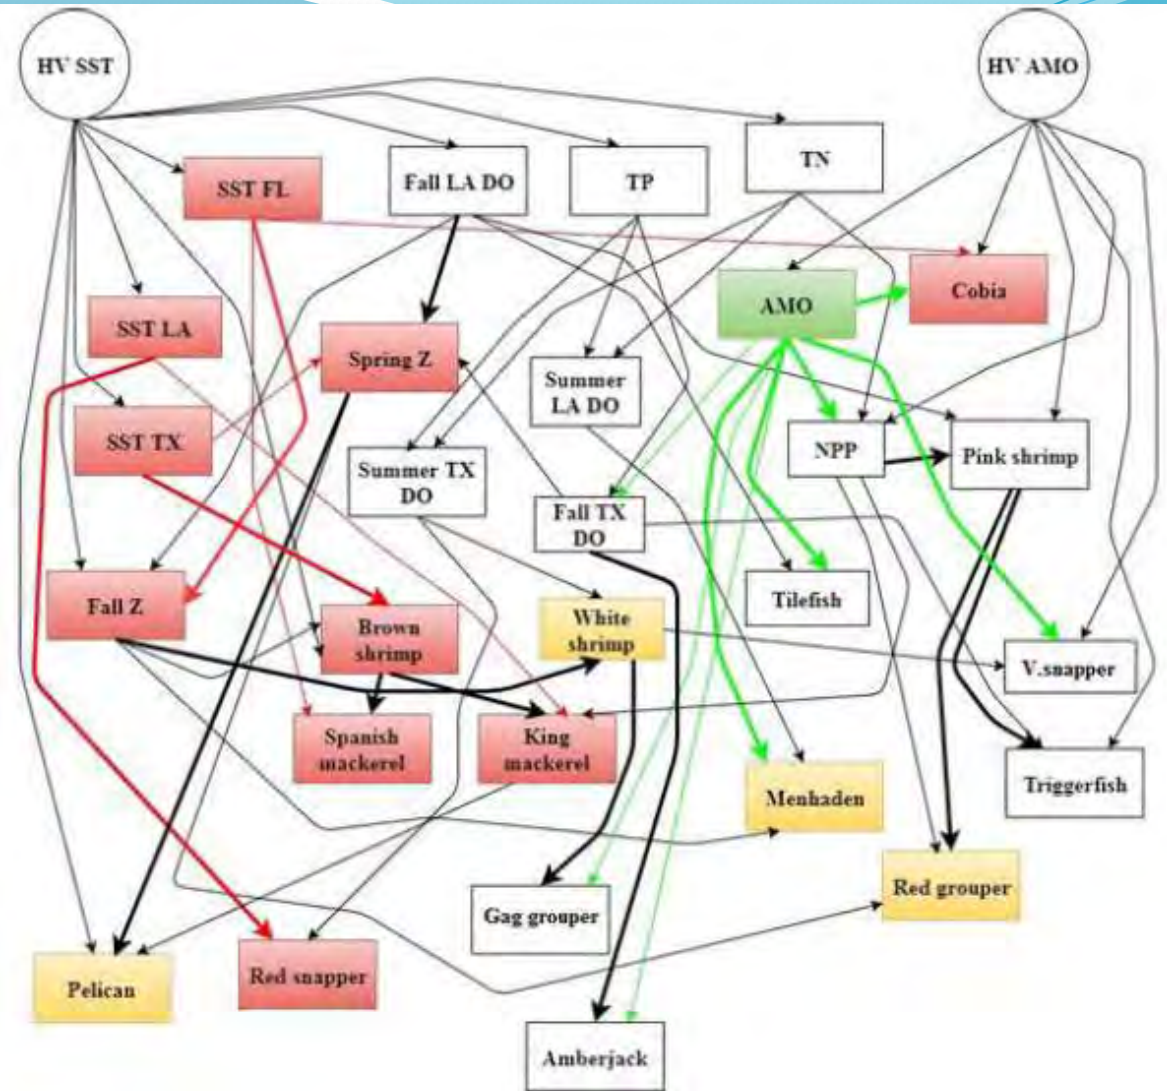 HV SST
HV AMO
TN
SST FL
Fall LA DO
TP
Cobia
AMO
SST LA
Spring Z
Summer
LA DO
SST TX
NPP
Pink shrimp
Summer TX
DO
Fall TX
DO
Fall Z
Tilefish
Brown
shrimp
White
shrimp
V.snapper
Spanish
mackerel
King
mackerel
Menhaden
Triggerfish
Red grouper
Gag grouper
Pelican
Red snapper
Amberjack